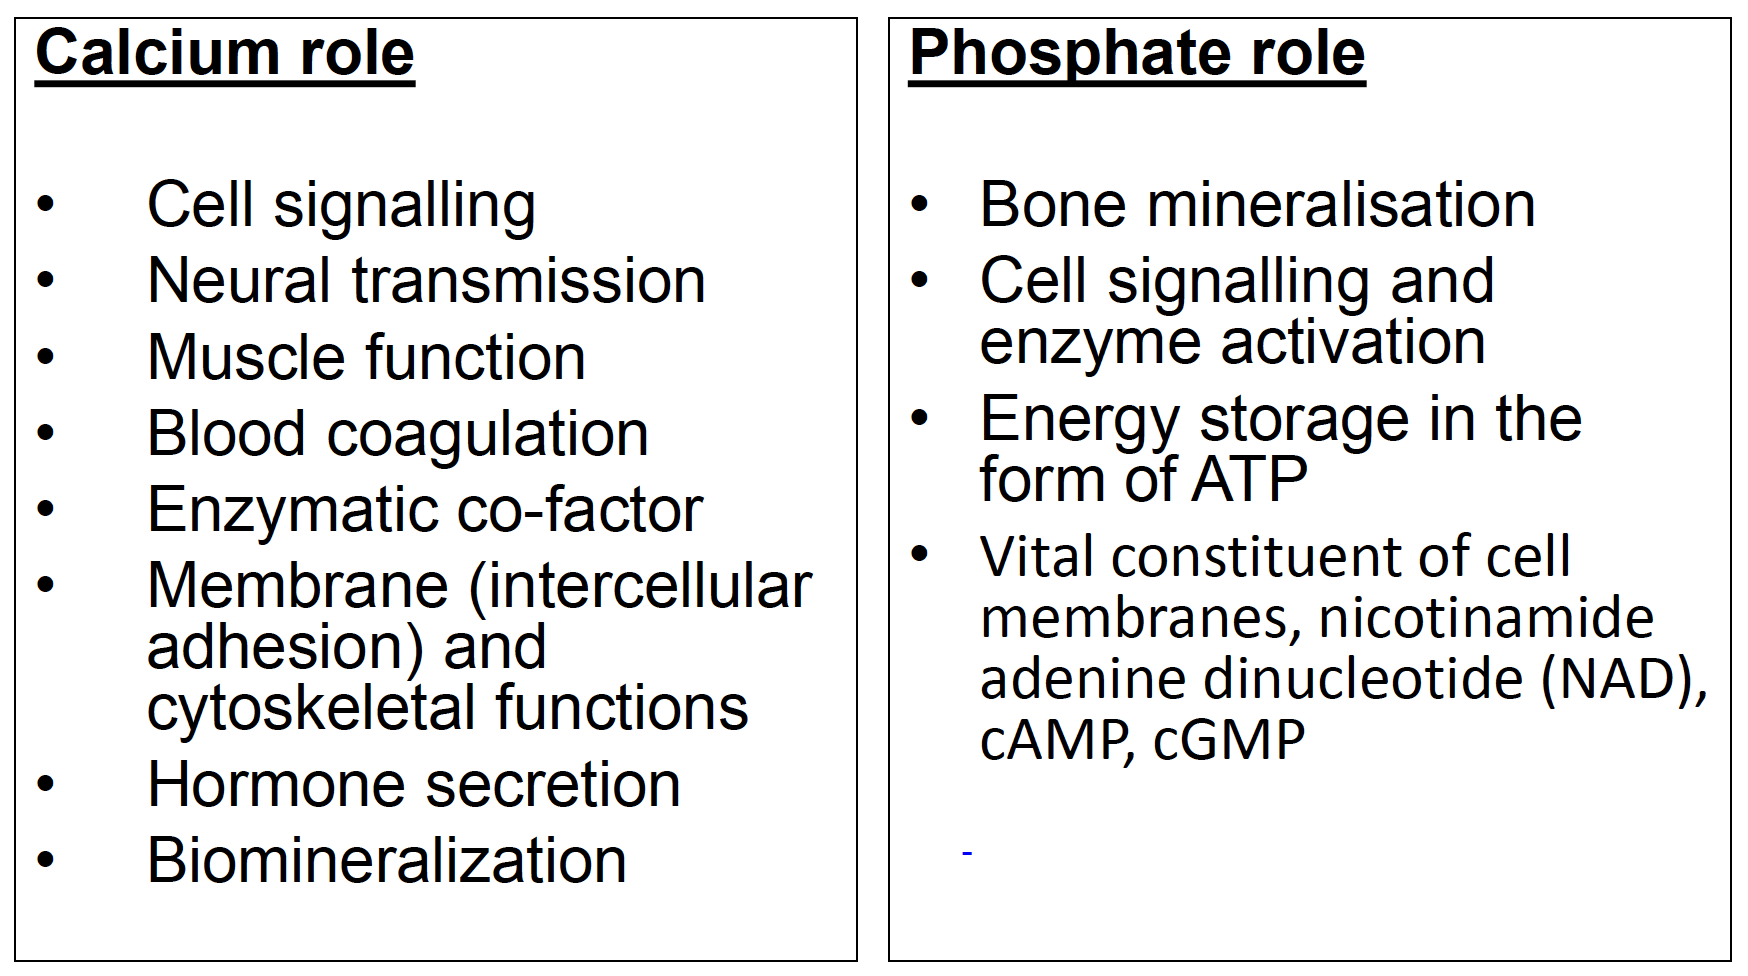 Calcium role
• Cell signalling
• Neural transmission
• Muscle function
• Blood coagulation
• Enzymatic co-factor
• Membrane (intercellular
adhesion) and
cytoskeletal functions
• Hormone secretion
• Biomineralization
Phosphate role
• Bone mineralisation
• Cell signalling and
enzyme activation
• Energy storage in the
form of ATP
• Vital constituent of cell
membranes, nicotinamide
adenine dinucleotide (NAD),
cAMP, cGMP
-